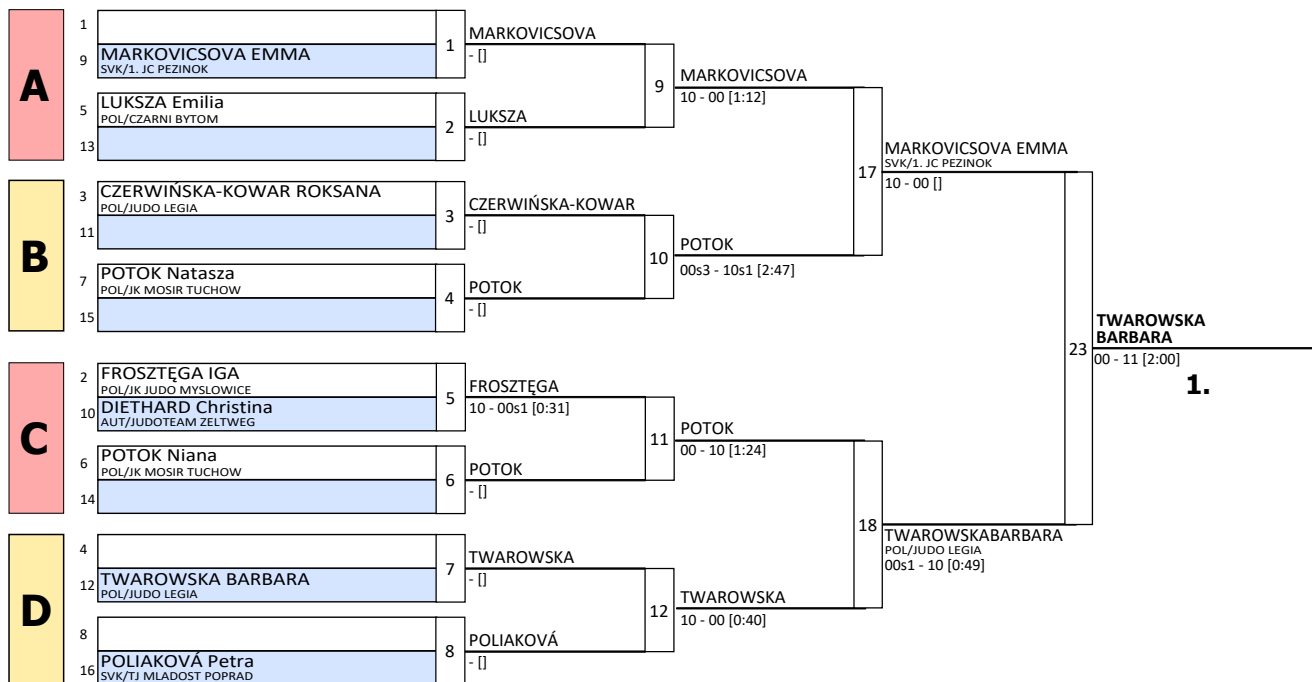 A
1
9
MARKOVICSOVA EMMA
SVK/1. JC PEZINOK
1
MARKOVICSOVA
- []
5
LUKSZA Emilia
POL/CZARNI BYTOM
13
2
LUKSZA
- []
9
MARKOVICSOVA
10 - 00 [1:12]
B
3
CZERWIŃSKA-KOWAR ROKSANA
POL/JUDO LEGIA
11
3
CZERWIŃSKA-KOWAR
- []
7
POTOK Natasza
POL/JK MOSIR TUCHOW
15
4
POTOK
- []
10
POTOK
00s3 - 10s1 [2:47]
17
MARKOVICSOVA EMMA
SVK/1. JC PEZINOK
10 - 00 []
C
2
FROSZTĘGA IGA
POL/JK JUDO MYSLOWICE
10
DIETHARD Christina
AUT/JUDOTEAM ZELTWEG
5
FROSZTĘGA
10 - 00s1 [0:31]
6
POTOK Niana
POL/JK MOSIR TUCHOW
14
6
POTOK
- []
11
POTOK
00 - 10 [1:24]
D
4
12
TWAROWSKA BARBARA
POL/JUDO LEGIA
7
TWAROWSKA
- []
8
16
POLIAKOVÁ Petra
SVK/TJ MLADOST POPRAD
8
POLIAKOVÁ
- []
12
TWAROWSKA
10 - 00 [0:40]
18
TWAROWSKABARBARA
POL/JUDO LEGIA
00s1 - 10 [0:49]
23
TWAROWSKA
BARBARA
00 - 11 [2:00]
1.